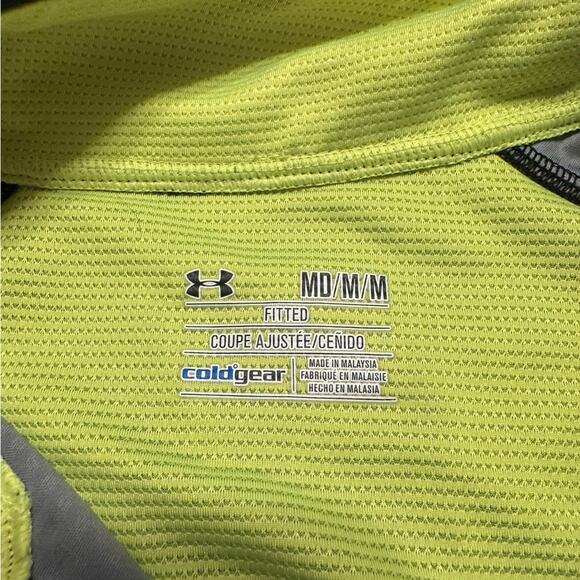 MD/M/M
FITTED
COUPE AJUSTÉE/CEÑIDO
coldgear
MADE IN MALAYSIA
FABRIQUÉ EN MALAISIE
HECHO EN MALASIA